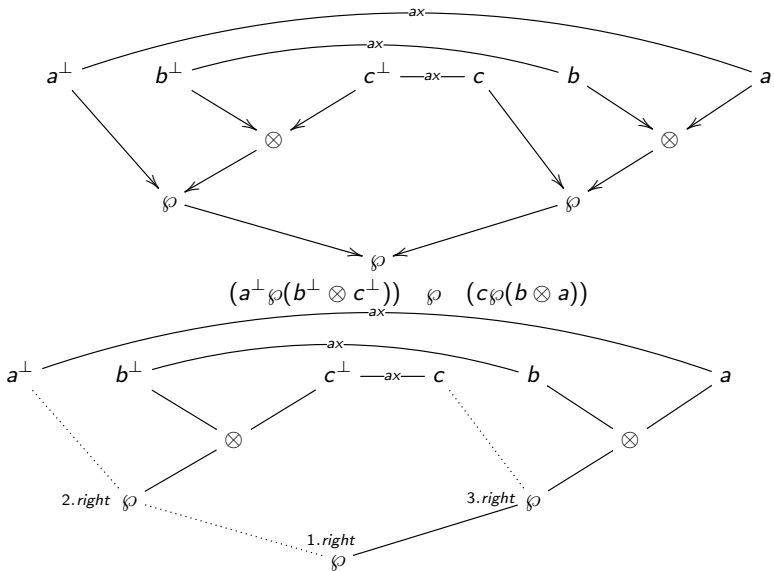 ax
ax
a⊥ b⊥ c⊥ ax c b a
⊗ ⊗
℘ ℘
℘
(a⊥℘(b⊥ ⊗ c⊥)) ℘ (c℘(b ⊗ a))
ax
ax
a⊥ b⊥ c⊥ ax c b a
⊗ ⊗
2.right ℘ 3.right ℘
1.right
℘